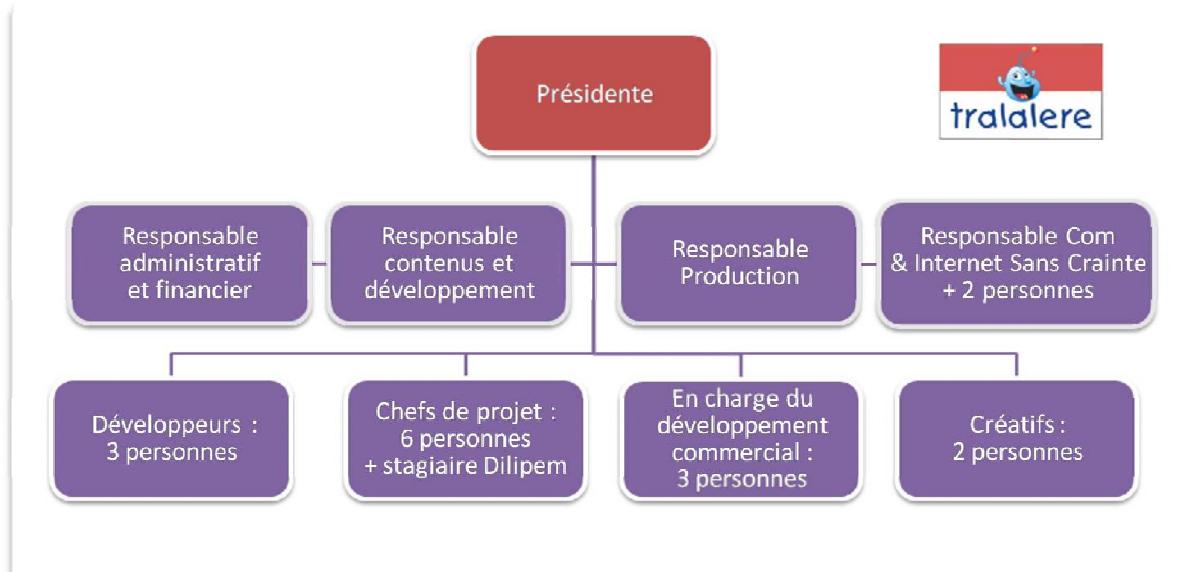 Présidente
tralalere
Responsable
administratif
et financier
Responsable
contenus et
développement
Responsable
Production
Responsable Com
& Internet Sans Crainte
+ 2 personnes
Développeurs :
3 personnes
Chefs de projet :
6 personnes
+ stagiaire Dilipem
En charge du
développement
commercial :
3 personnes
Créatifs :
2 personnes